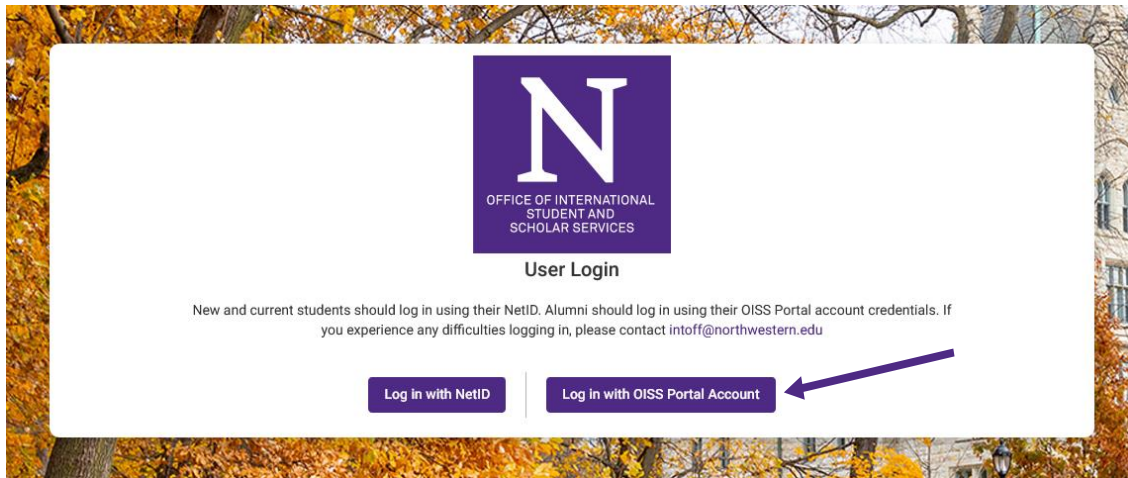 N
OFFICE OF INTERNATIONAL
STUDENT AND
SCHOLAR SERVICES
User Login
New and current students should log in using their NetID. Alumni should log in using their OISS Portal account credentials. If
you experience any difficulties logging in, please contact intoff@northwestern.edu
Log in with NetID
Log in with OISS Portal Account